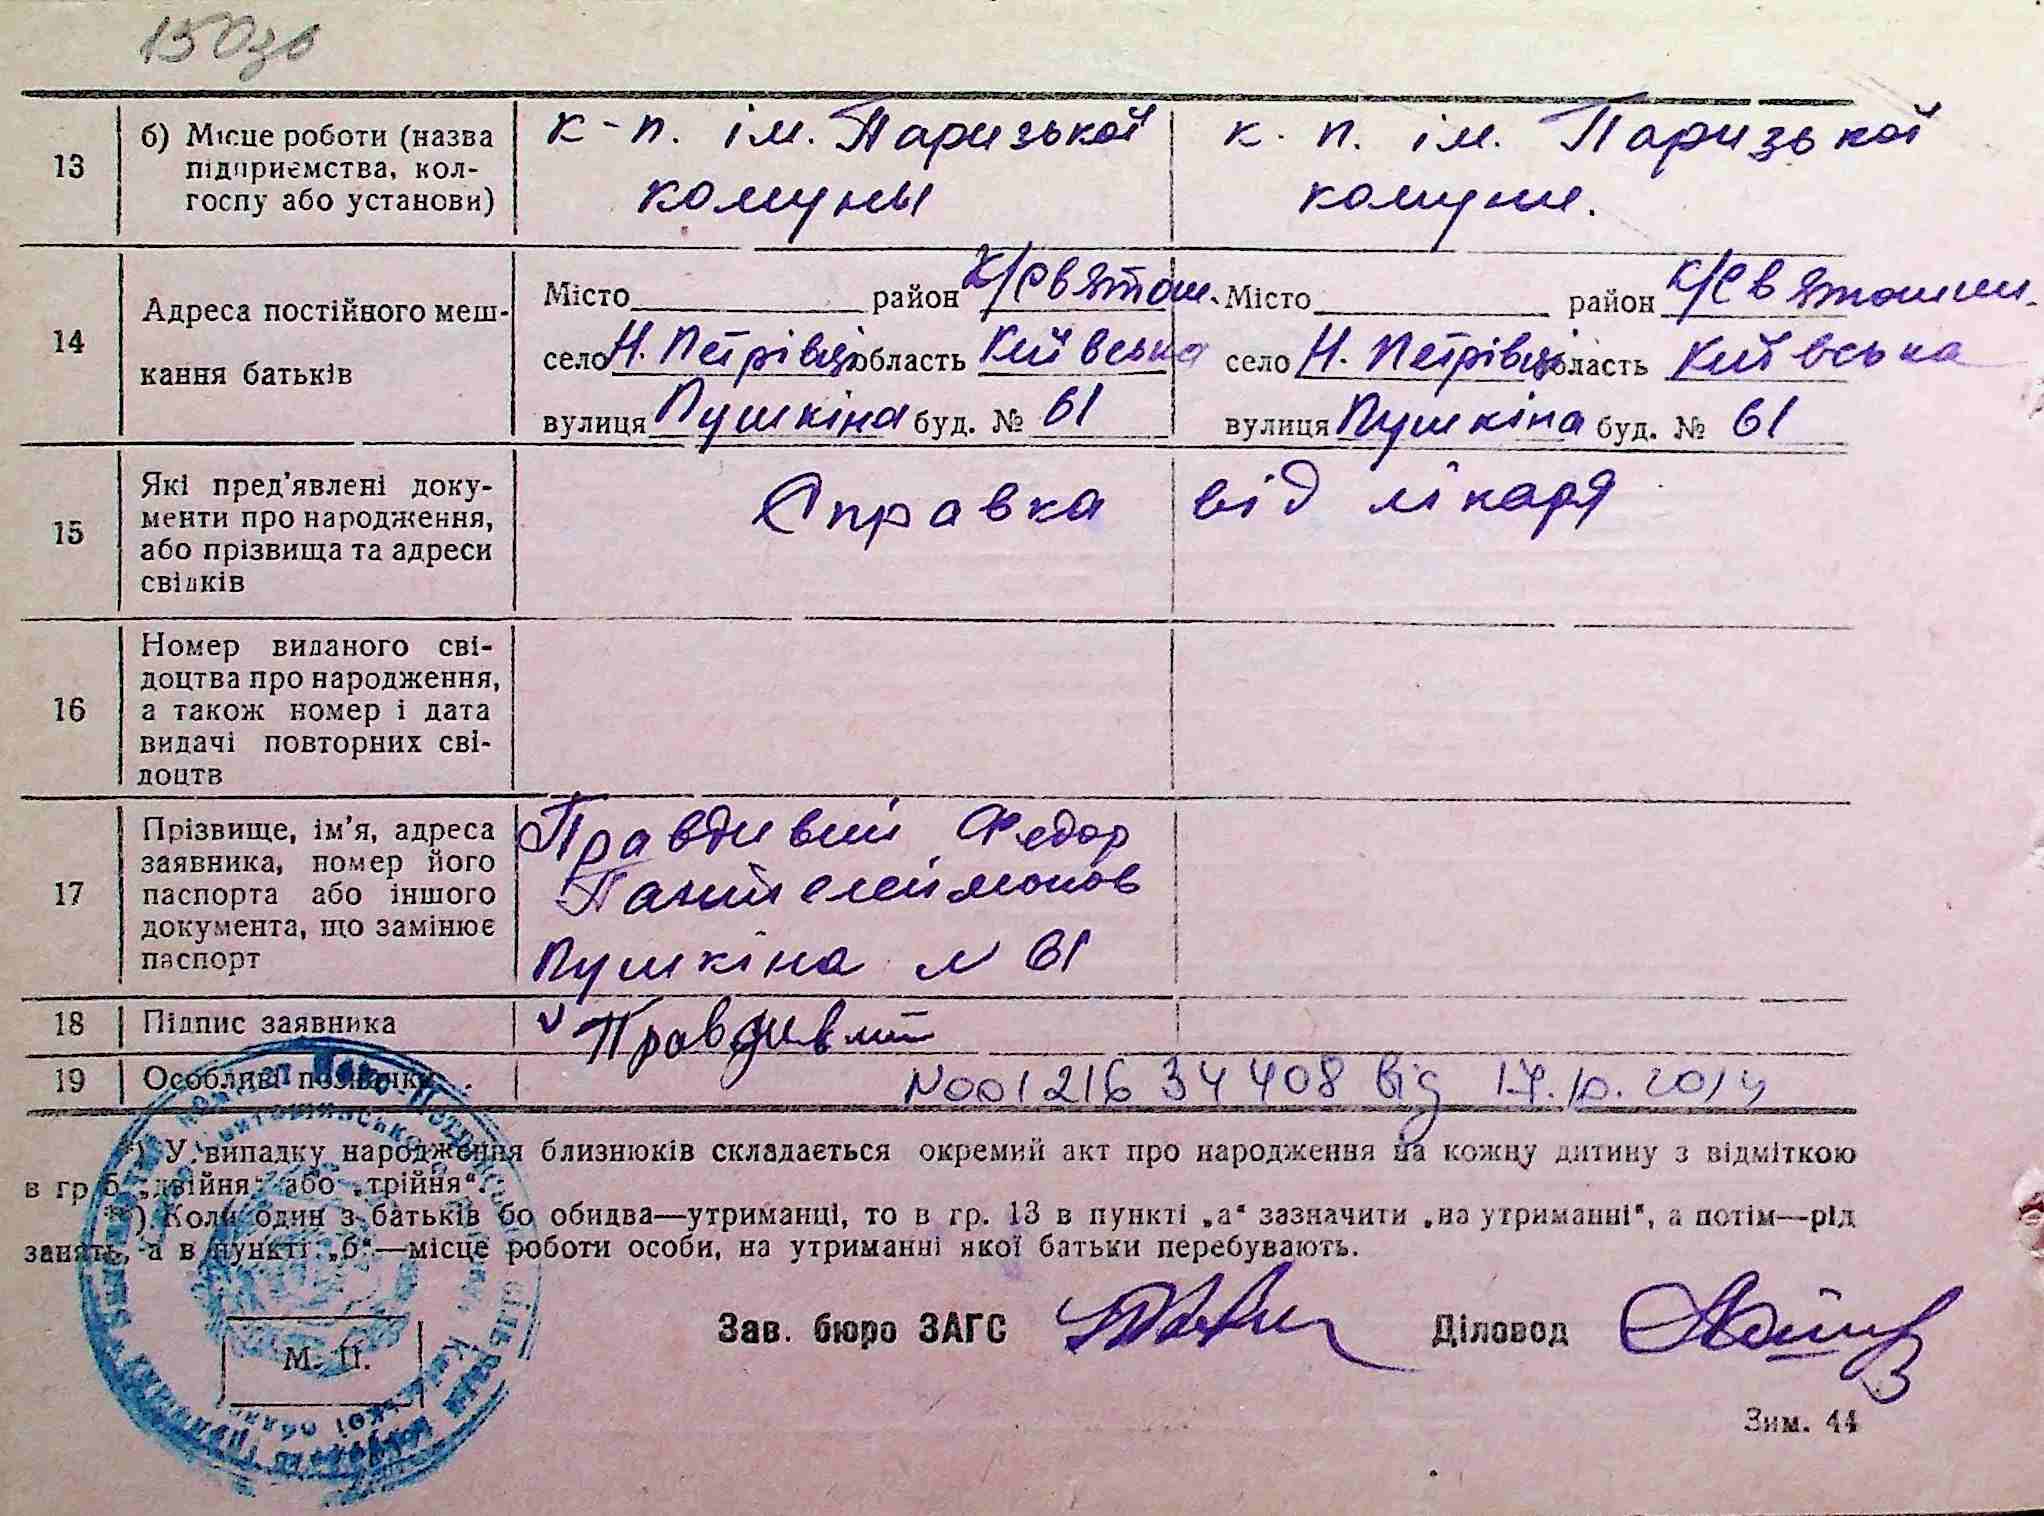 150зв
13 б) Місце роботи (назва підприємства, колгоспу або установи)
к-п. ім. Паризької комуны
к. п. ім. Паризької комуни.
14 Адреса постійного мешкання батьків
Місто район К/Святош.
село Н. Петрівці область Київська
вулиця Пушкіна буд. № 61
Місто район К/Святошин.
село Н. Петрівці область Київська
вулиця Пушкіна буд. № 61
15 Які пред'явлені документи про народження, або прізвища та адреси свідків
Справка від лікаря
16 Номер виданого свідоцтва про народження, а також номер і дата видачі повторних свідоцтв
17 Прізвище, ім'я, адреса заявника, номер його паспорта або іншого документа, що замінює паспорт
Правдивий Федор
Пантелеймонов
Пушкіна № 61
18 Підпис заявника
Правдивий
19 Особливі позначки
№00121634408 від 17.10.2014
*) У випадку народження близнюків складається окремий акт про народження на кожну дитину з відміткою
в гр. 6 „двійня“ або „трійня“.
**) Коли один з батьків бо обидва—утриманці, то в гр. 13 в пункті „а“ зазначити „на утриманні“, а потім—рід
занять, а в пункті „б“—місце роботи особи, на утриманні якої батьки перебувають.
Зав. бюро ЗАГС
Діловод
М. П.
Зим. 44